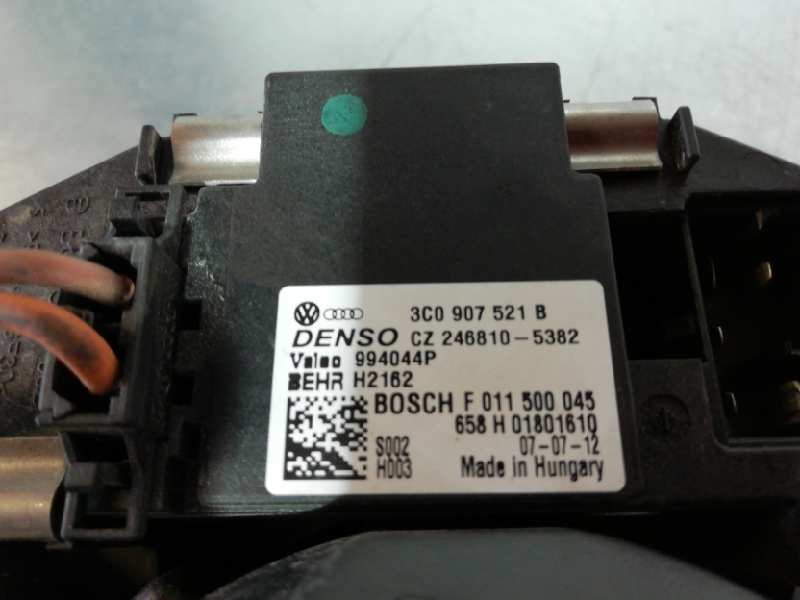 3C0 907 521 B
DENSO CZ 246810-5382
Valeo 994044P
BEHR H2162
BOSCH F 011 500 045
658 H 01801610
S002 07-07-12
H003 Made in Hungary